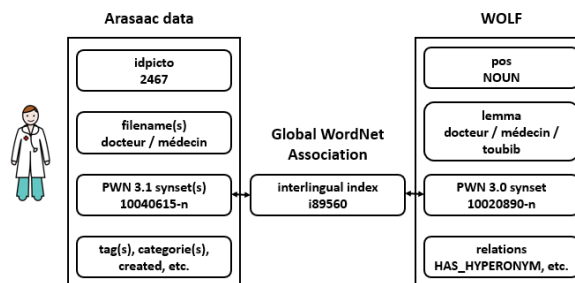 Arasaac data
idpicto
2467
filename(s)
docteur / médecin
PWN 3.1 synset(s)
10040615-n
tag(s), categorie(s),
created, etc.
Global WordNet
Association
interlingual index
i89560
WOLF
pos
NOUN
lemma
docteur / médecin /
toubib
PWN 3.0 synset
10020890-n
relations
HAS_HYPERONYM, etc.